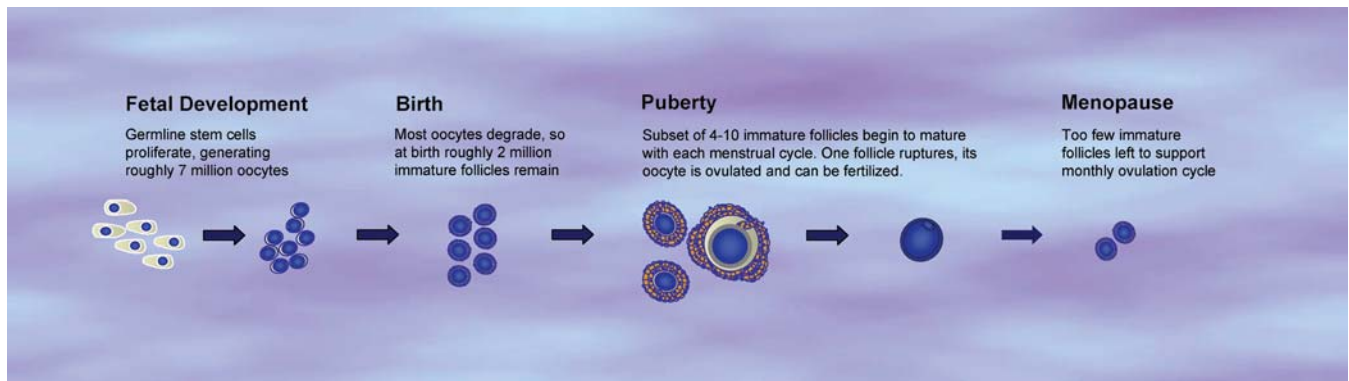 Fetal Development
Germline stem cells
proliferate, generating
roughly 7 million oocytes
Birth
Most oocytes degrade, so
at birth roughly 2 million
immature follicles remain
Puberty
Subset of 4-10 immature follicles begin to mature
with each menstrual cycle. One follicle ruptures, its
oocyte is ovulated and can be fertilized.
Menopause
Too few immature
follicles left to support
monthly ovulation cycle